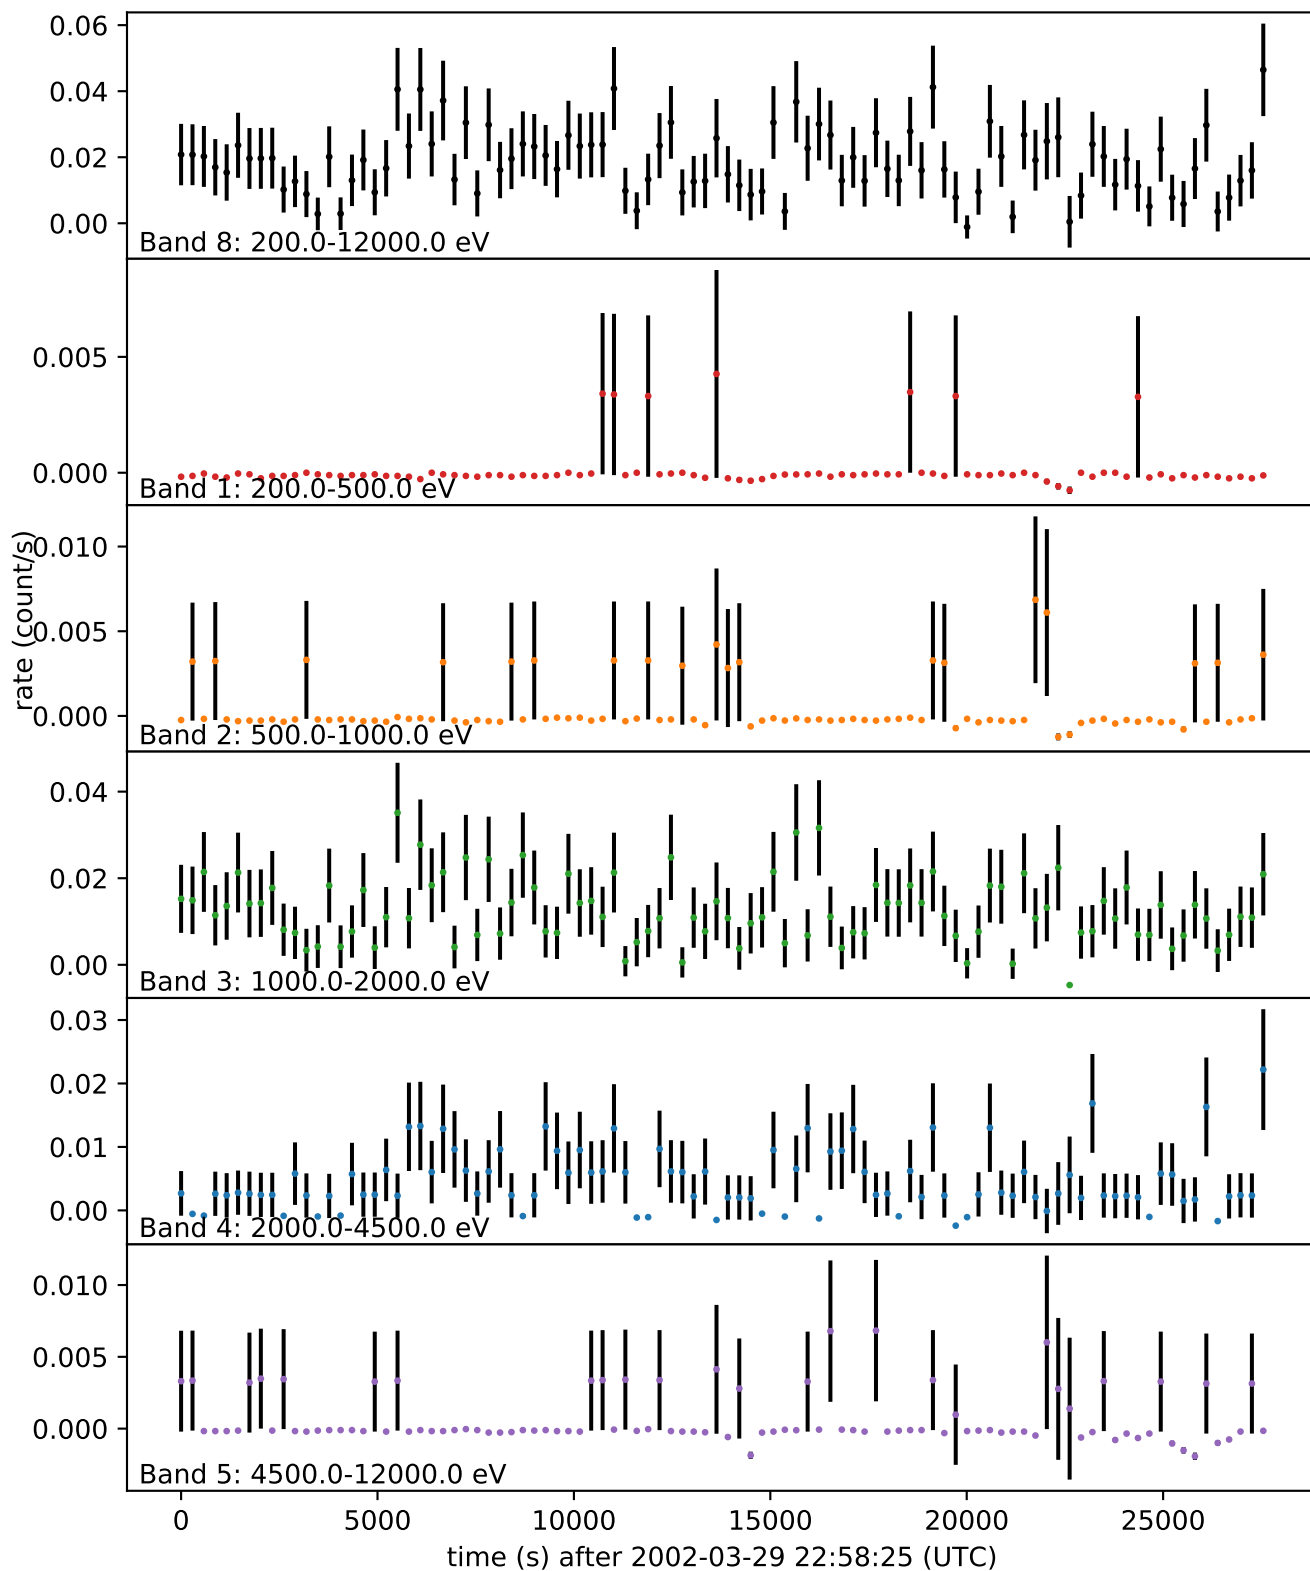 0.06
0.04
0.02
0.00
Band 8: 200.0-12000.0 eV
0.005
0.000
Band 1: 200.0-500.0 eV
rate (count/s)
0.010
0.005
0.000
Band 2: 500.0-1000.0 eV
0.04
0.02
0.00
Band 3: 1000.0-2000.0 eV
0.03
0.02
0.01
0.00
Band 4: 2000.0-4500.0 eV
0.010
0.005
0.000
Band 5: 4500.0-12000.0 eV
0 5000 10000 15000 20000 25000
time (s) after 2002-03-29 22:58:25 (UTC)